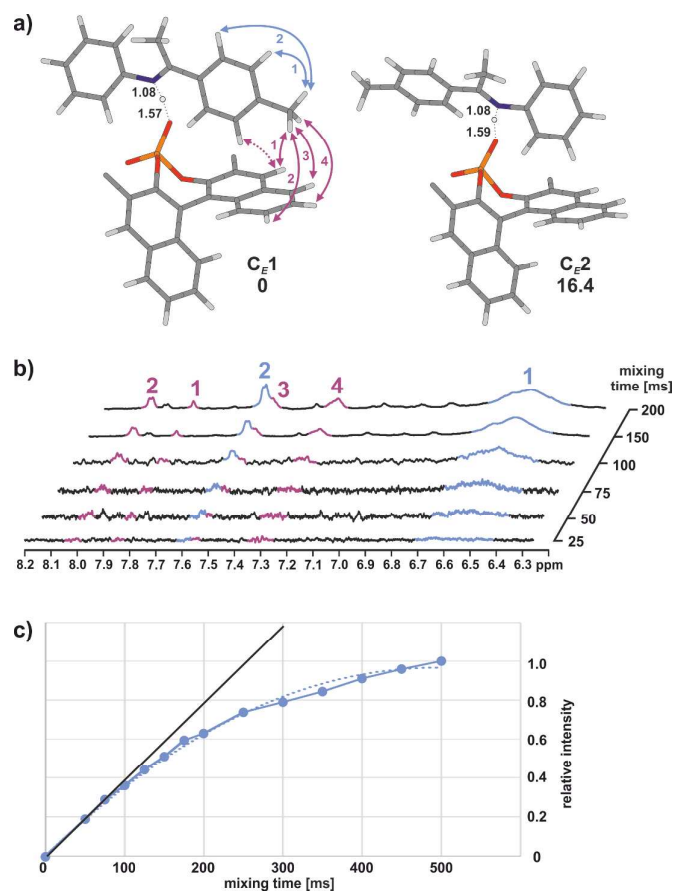 a)
CH₃
CH₃
2
1
1.08
1.57
1
3
4
2
C_E1
0
H₃C
CH₃
1.08
1.59
C_E2
16.4
b)
2
1
2
3
4
1
mixing
time [ms]
200
150
100
75
50
25
8.2 8.1 8.0 7.9 7.8 7.7 7.6 7.5 7.4 7.3 7.2 7.1 7.0 6.9 6.8 6.7 6.6 6.5 6.4 6.3 ppm
c)
1.0
0.8
0.6
0.4
0.2
0
relative intensity
0 100 200 300 400 500
mixing time [ms]